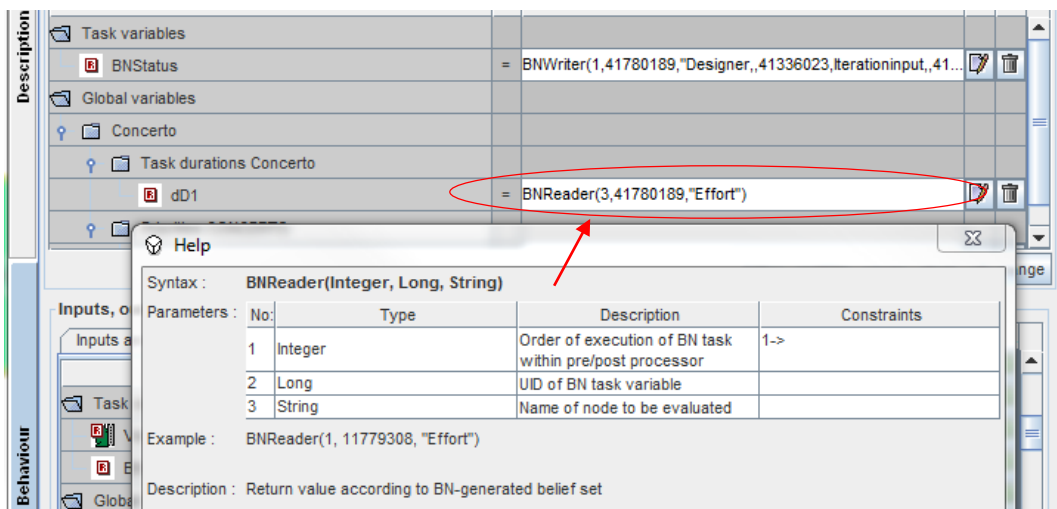 Description
Task variables
BNStatus = BNWriter(1,41780189,"Designer,,41336023,Iterationinput,,41...
Global variables
Concerto
Task durations Concerto
dD1 = BNReader(3,41780189,"Effort")
Help
nge
Syntax : BNReader(Integer, Long, String)
Inputs, o
Inputs a
Parameters : No: Type Description Constraints
1 Integer Order of execution of BN task within pre/post processor 1->
2 Long UID of BN task variable
3 String Name of node to be evaluated
Task
V
Example : BNReader(1, 11779308, "Effort")
Behaviour
Description : Return value according to BN-generated belief set
Globa